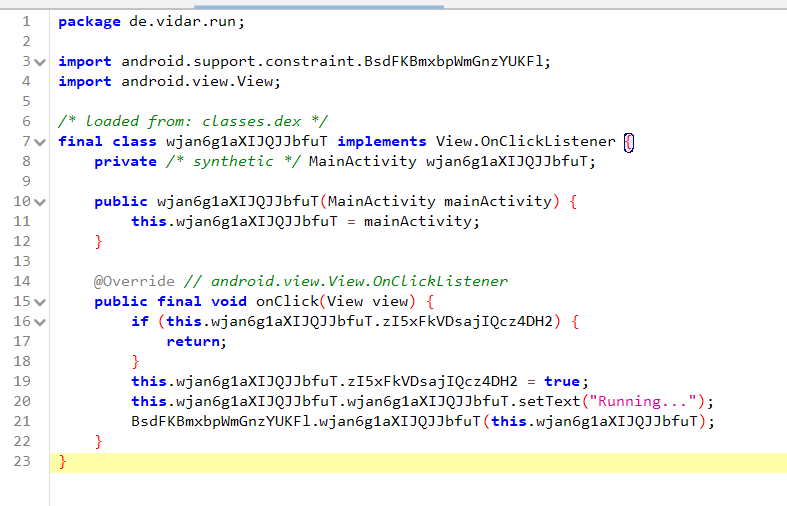 1 package de.vidar.run;
2
3 import android.support.constraint.BsdFKBmxbpWmGnzYUKFl;
4 import android.view.View;
5
6 /* loaded from: classes.dex */
7 final class wjan6g1aXIJQJJbfuT implements View.OnClickListener {
8     private /* synthetic */ MainActivity wjan6g1aXIJQJJbfuT;
9
10     public wjan6g1aXIJQJJbfuT(MainActivity mainActivity) {
11         this.wjan6g1aXIJQJJbfuT = mainActivity;
12     }
13
14     @Override // android.view.View.OnClickListener
15     public final void onClick(View view) {
16         if (this.wjan6g1aXIJQJJbfuT.zI5xFkVDsajIQcz4DH2) {
17             return;
18         }
19         this.wjan6g1aXIJQJJbfuT.zI5xFkVDsajIQcz4DH2 = true;
20         this.wjan6g1aXIJQJJbfuT.wjan6g1aXIJQJJbfuT.setText("Running...");
21         BsdFKBmxbpWmGnzYUKFl.wjan6g1aXIJQJJbfuT(this.wjan6g1aXIJQJJbfuT);
22     }
23 }